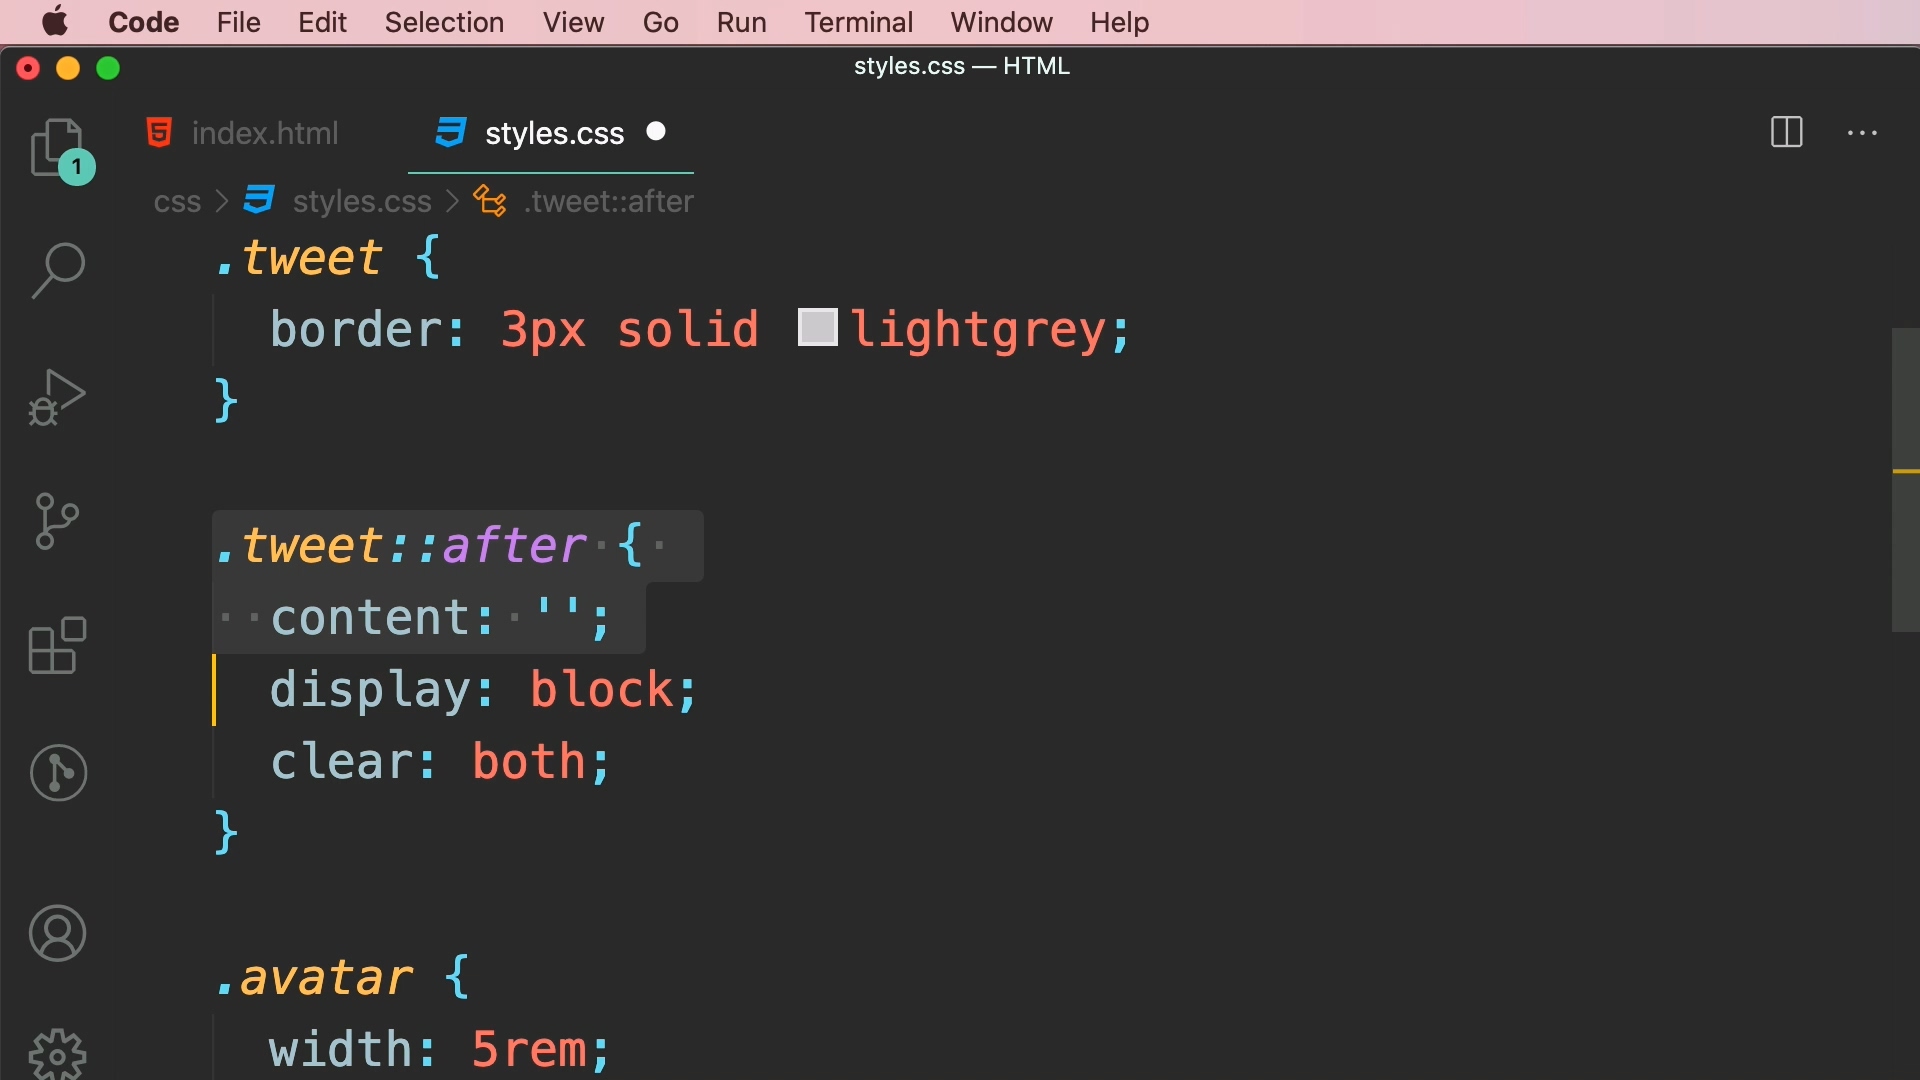 Code File Edit Selection View Go Run Terminal Window Help
styles.css — HTML
1
index.html styles.css
css > styles.css > .tweet::after
.tweet {
border: 3px solid lightgrey;
}
.tweet::after {
content: '';
display: block;
clear: both;
}
.avatar {
width: 5rem;